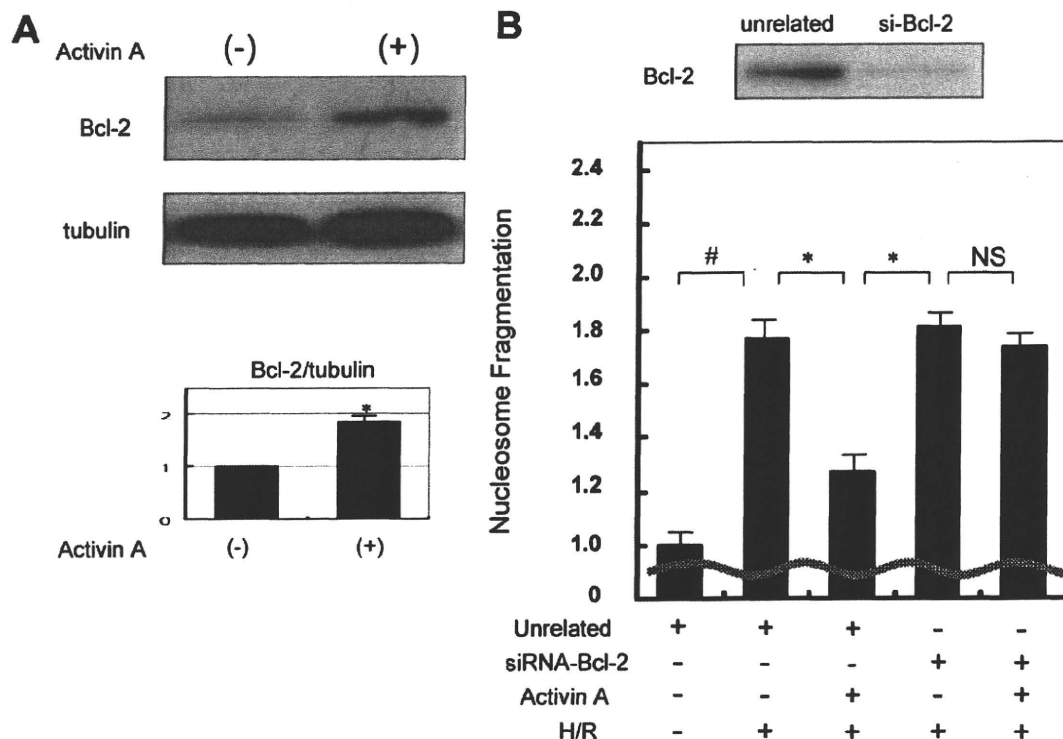 A
Activin A (-) (+)
Bcl-2
tubulin
Bcl-2/tubulin
2
*
1
0
Activin A (-) (+)
B
unrelated si-Bcl-2
Bcl-2
Nucleosome Fragmentation
2.4
2.2
2.0
# * * NS
1.8
1.6
1.4
1.2
1.0
0
Unrelated + + + - -
siRNA-Bcl-2 - - - + +
Activin A - - + - +
H/R - + + + +